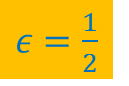 ϵ = 1/2